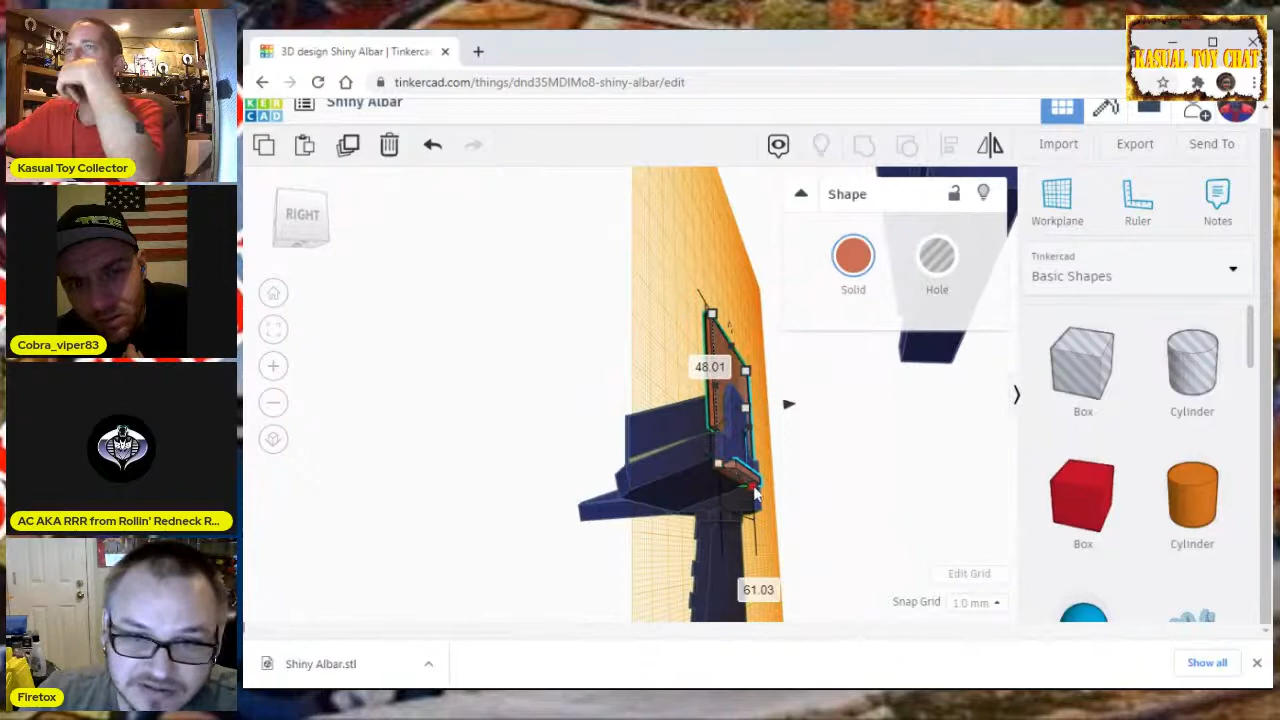 Kasual Toy Collector
Cobra_viper83
AC AKA RRR from Rollin' Redneck R...
Firetox
3D design Shiny Albar | Tinkerca
KASUAL TOY CHAT
tinkercad.com/things/dnd35MDIMo8-shiny-albar/edit
KER
CAD
Shiny Albar
Import
Export
Send To
RIGHT
Shape
Solid
Hole
Workplane
Ruler
Notes
Tinkercad
Basic Shapes
Box
Cylinder
Box
Cylinder
48.01
61.03
Edit Grid
Snap Grid
1.0 mm
Shiny Albar.stl
Show all